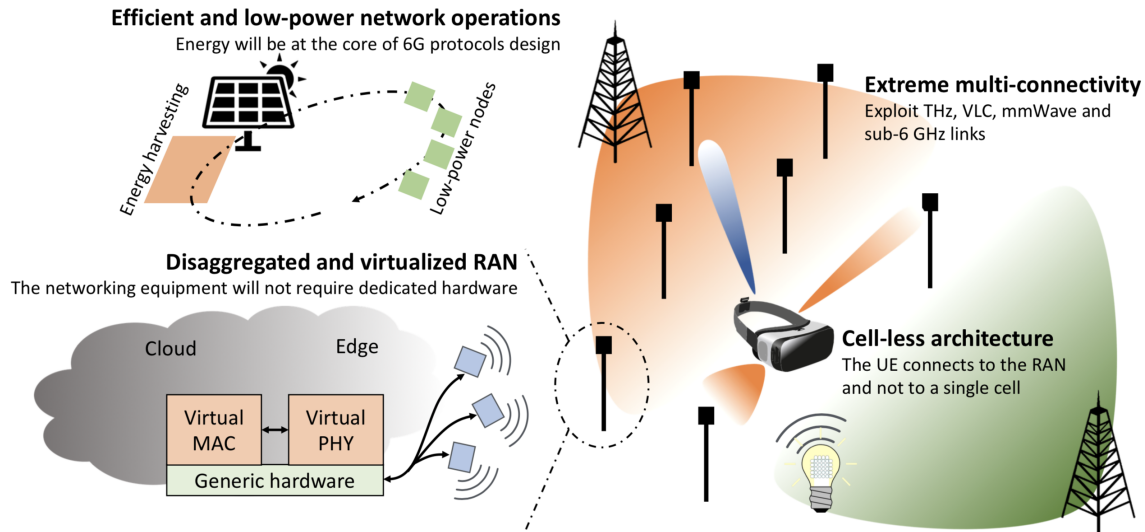 Efficient and low-power network operations
Energy will be at the core of 6G protocols design
Energy harvesting
Low-power nodes
Extreme multi-connectivity
Exploit THz, VLC, mmWave and
sub-6 GHz links
Disaggregated and virtualized RAN
The networking equipment will not require dedicated hardware
Cloud
Edge
Virtual
MAC
Virtual
PHY
Generic hardware
Cell-less architecture
The UE connects to the RAN
and not to a single cell